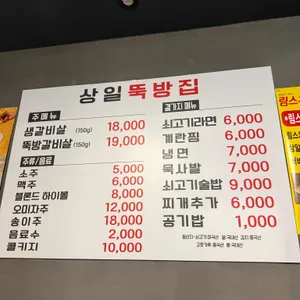 상일뚝방집
주메뉴
생갈비살 (150g) 18,000
뚝방갈비살 (150g) 19,000
주류/음료
소주 5,000
맥주 6,000
블론드 하이볼 8,000
오미자주 12,000
송이주 18,000
음료수 2,000
콜키지 10,000
곁가지 메뉴
쇠고기라면 6,000
계란찜 6,000
냉면 7,000
묵사발 7,000
쇠고기술밥 9,000
찌개추가 6,000
공기밥 1,000
림스
림스